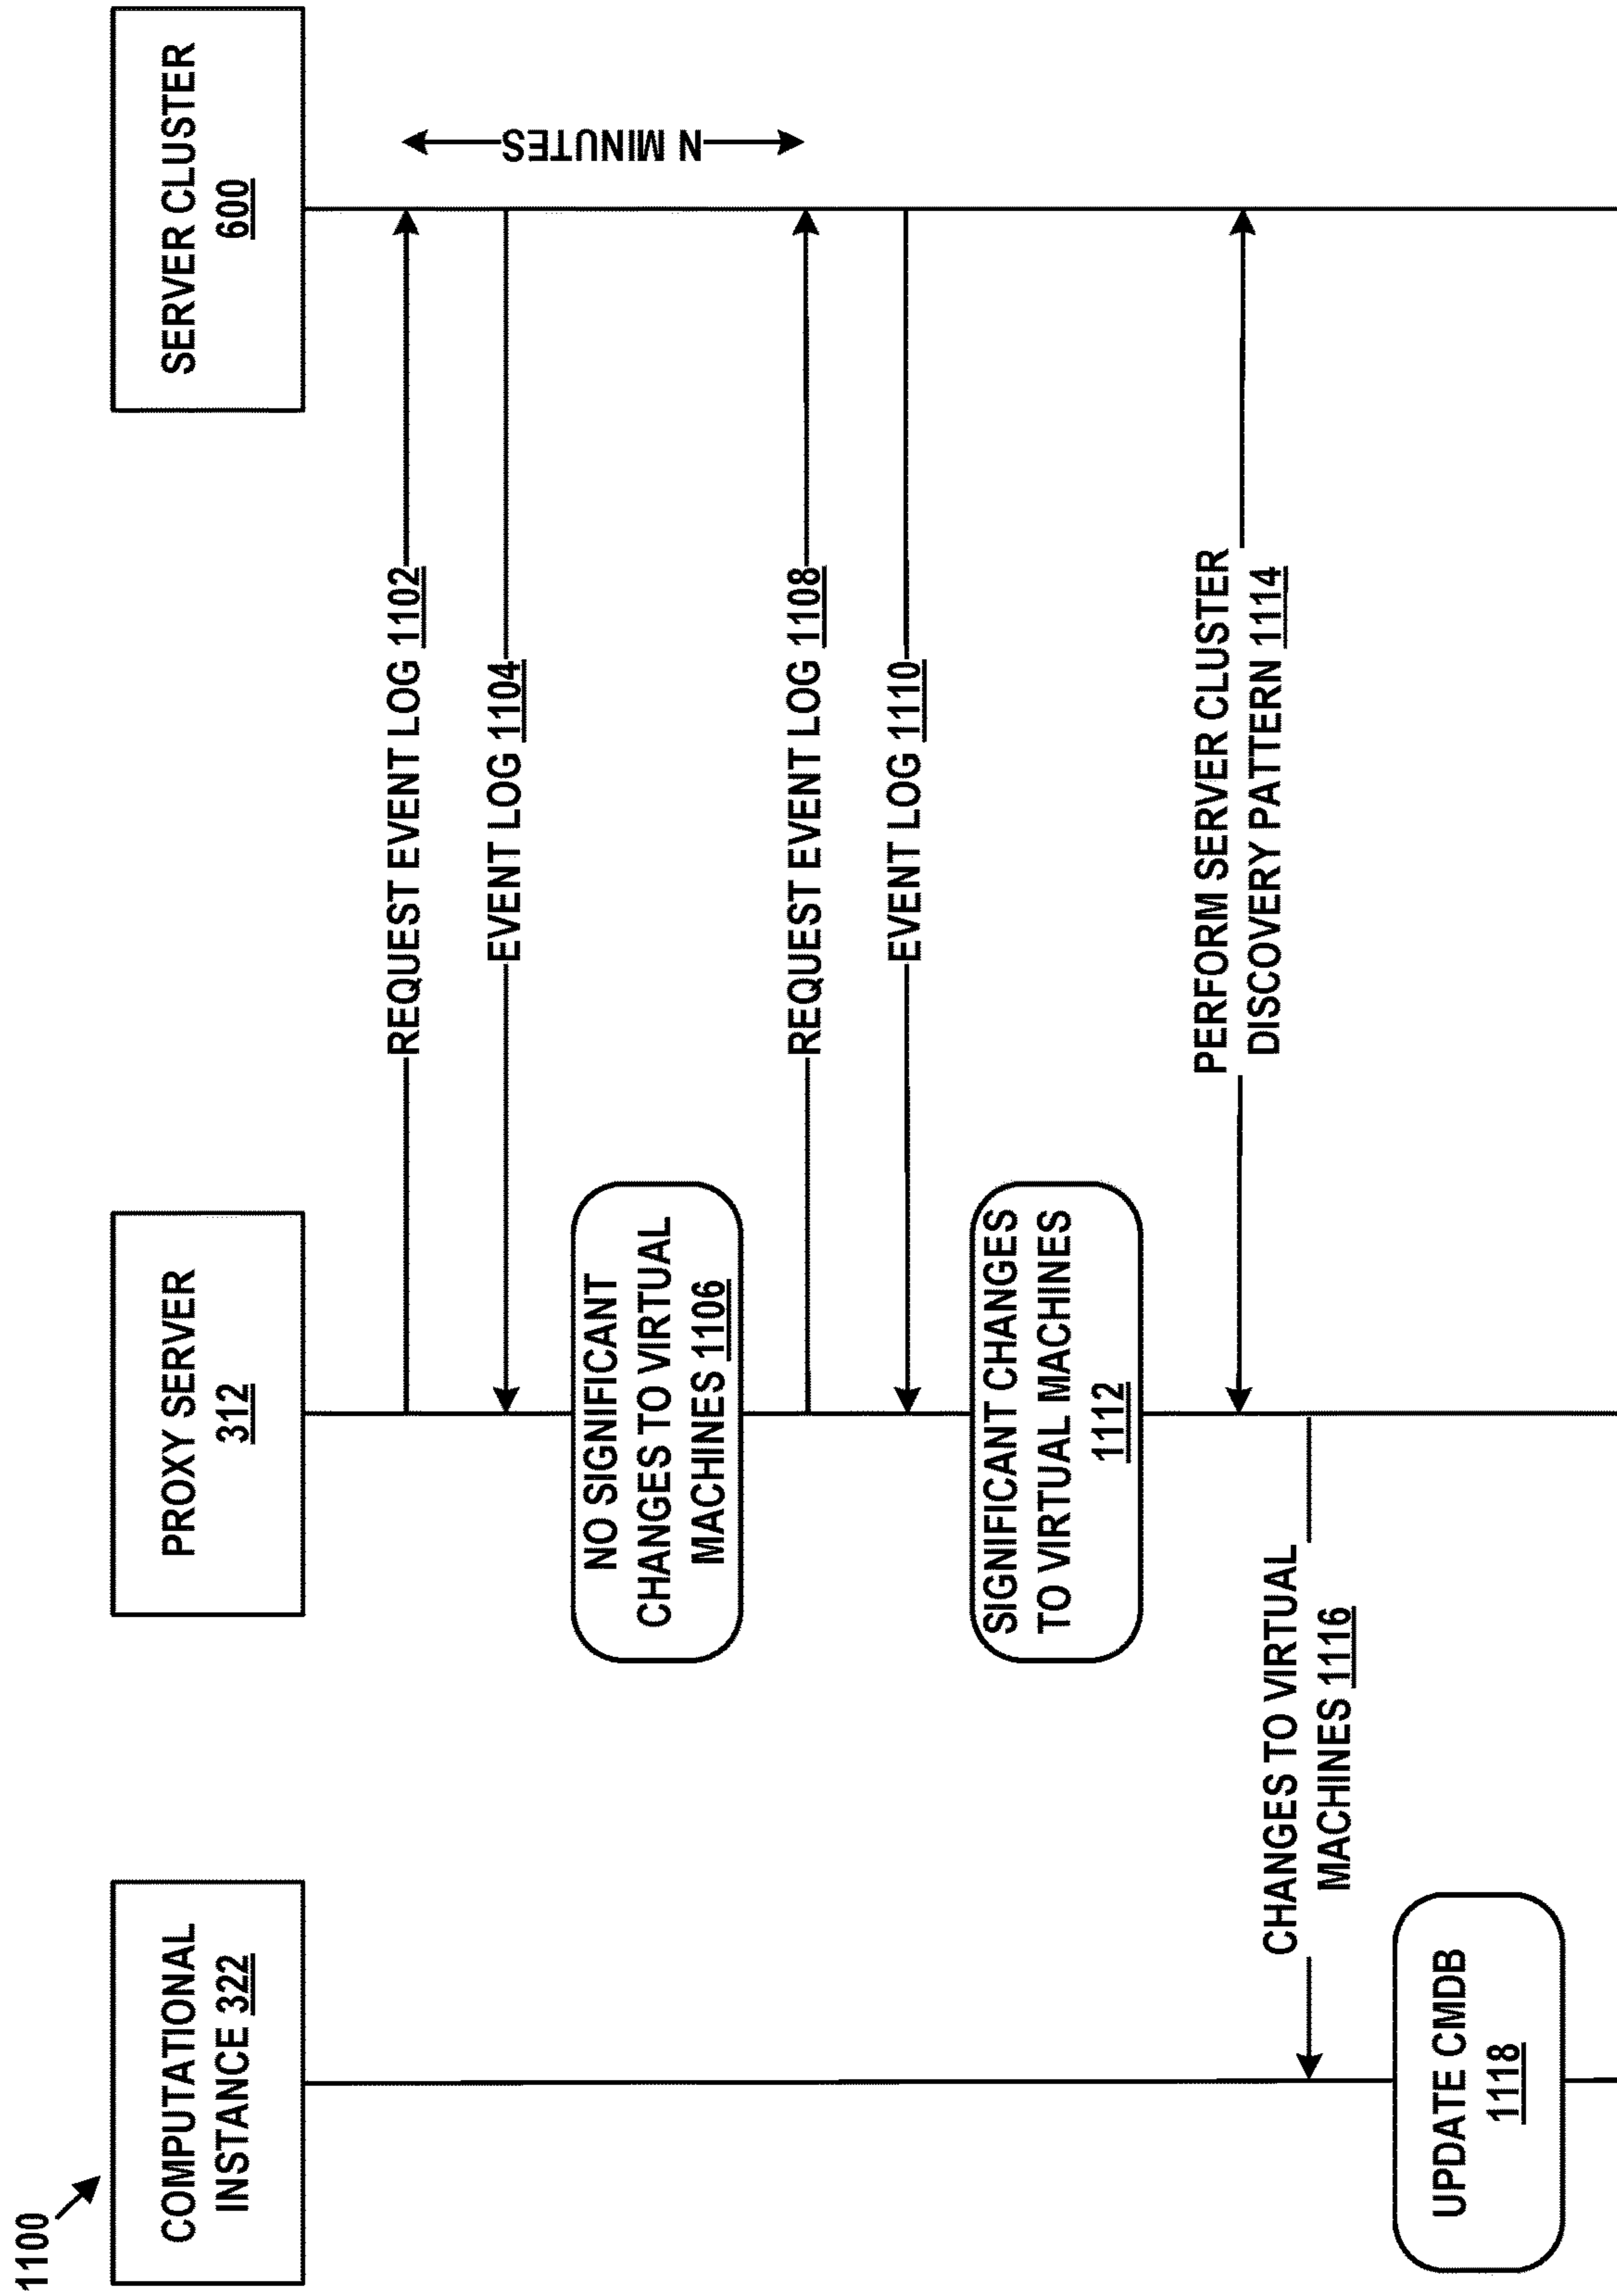 1100
COMPUTATIONAL
INSTANCE 322
PROXY SERVER
312
SERVER CLUSTER
600
REQUEST EVENT LOG 1102
N MINUTES
EVENT LOG 1104
NO SIGNIFICANT
CHANGES TO VIRTUAL
MACHINES 1106
REQUEST EVENT LOG 1108
EVENT LOG 1110
SIGNIFICANT CHANGES
TO VIRTUAL MACHINES
1112
PERFORM SERVER CLUSTER
DISCOVERY PATTERN 1114
CHANGES TO VIRTUAL
MACHINES 1116
UPDATE CMDB
1118